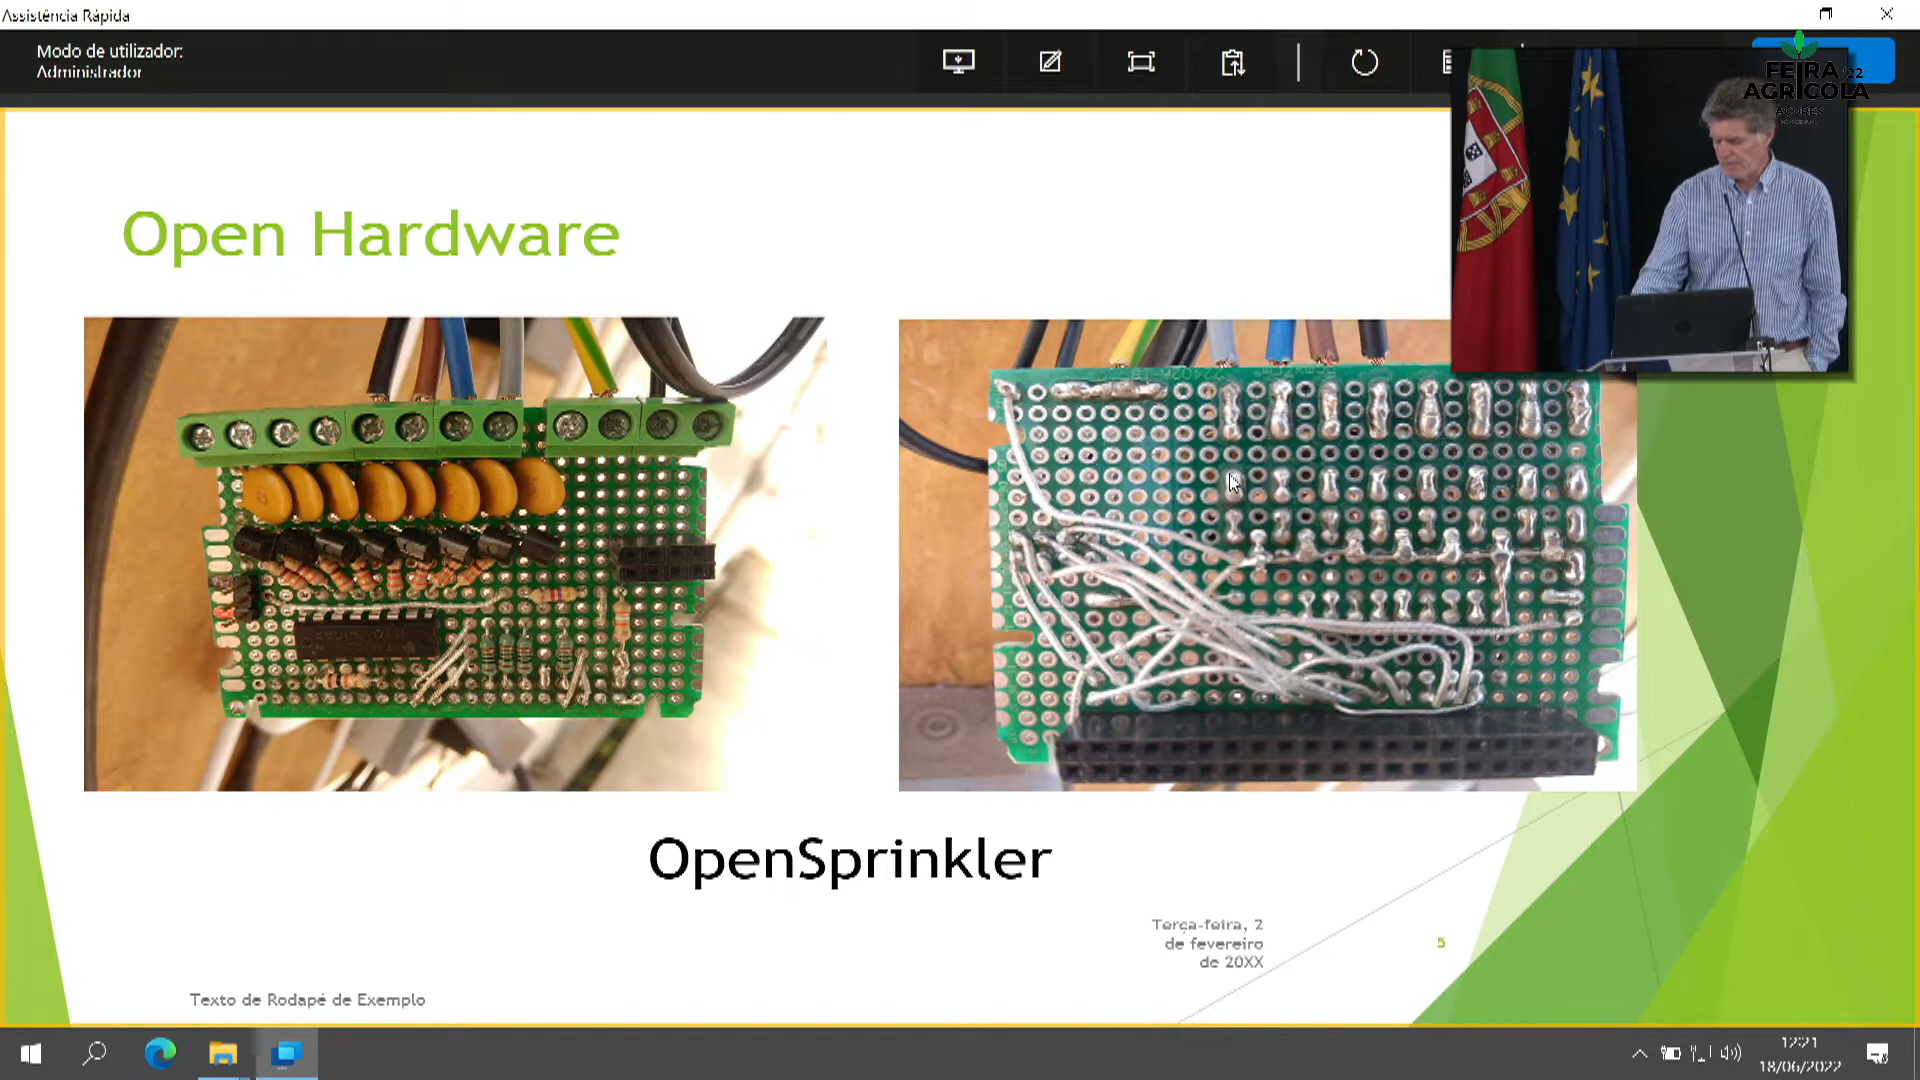 Assistência Rápida
Modo de utilizador:
Administrador
FEIRA '22
AGRÍCOLA
AÇORES
Open Hardware
OpenSprinkler
Terça-feira, 2
de fevereiro
de 20XX
5
Texto de Rodapé de Exemplo
12:21
18/06/2022